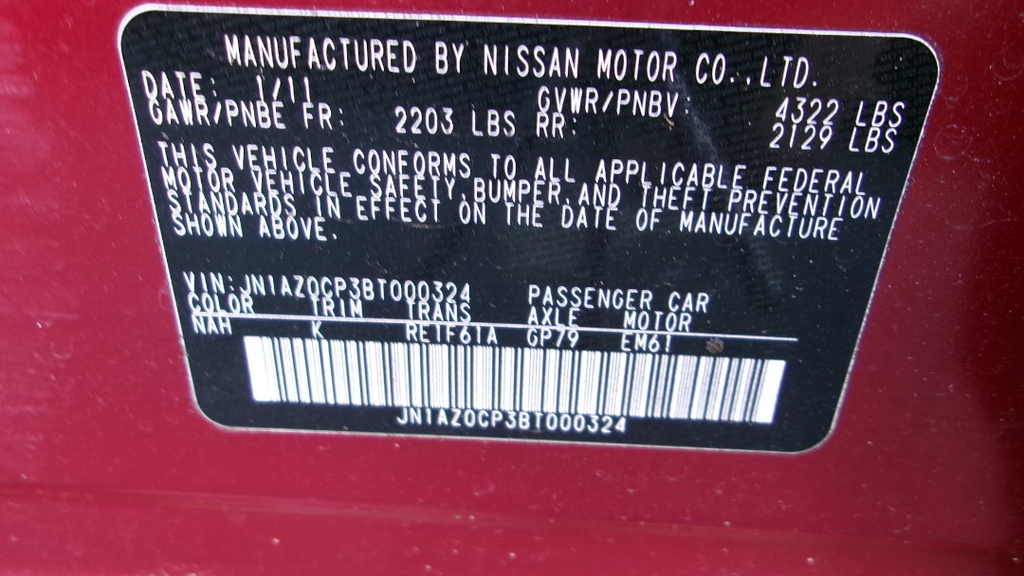 MANUFACTURED BY NISSAN MOTOR CO.,LTD.
DATE: 1/11 GVWR/PNBV: 4322 LBS
GAWR/PNBE FR: 2203 LBS RR: 2129 LBS
THIS VEHICLE CONFORMS TO ALL APPLICABLE FEDERAL
MOTOR VEHICLE SAFETY,BUMPER,AND THEFT PREVENTION
STANDARDS IN EFFECT ON THE DATE OF MANUFACTURE
SHOWN ABOVE.
VIN:JN1AZ0CP3BT000324 PASSENGER CAR
COLOR TRIM TRANS AXLE MOTOR
NAH K RE1F61A GP79 EM61
JN1AZ0CP3BT000324